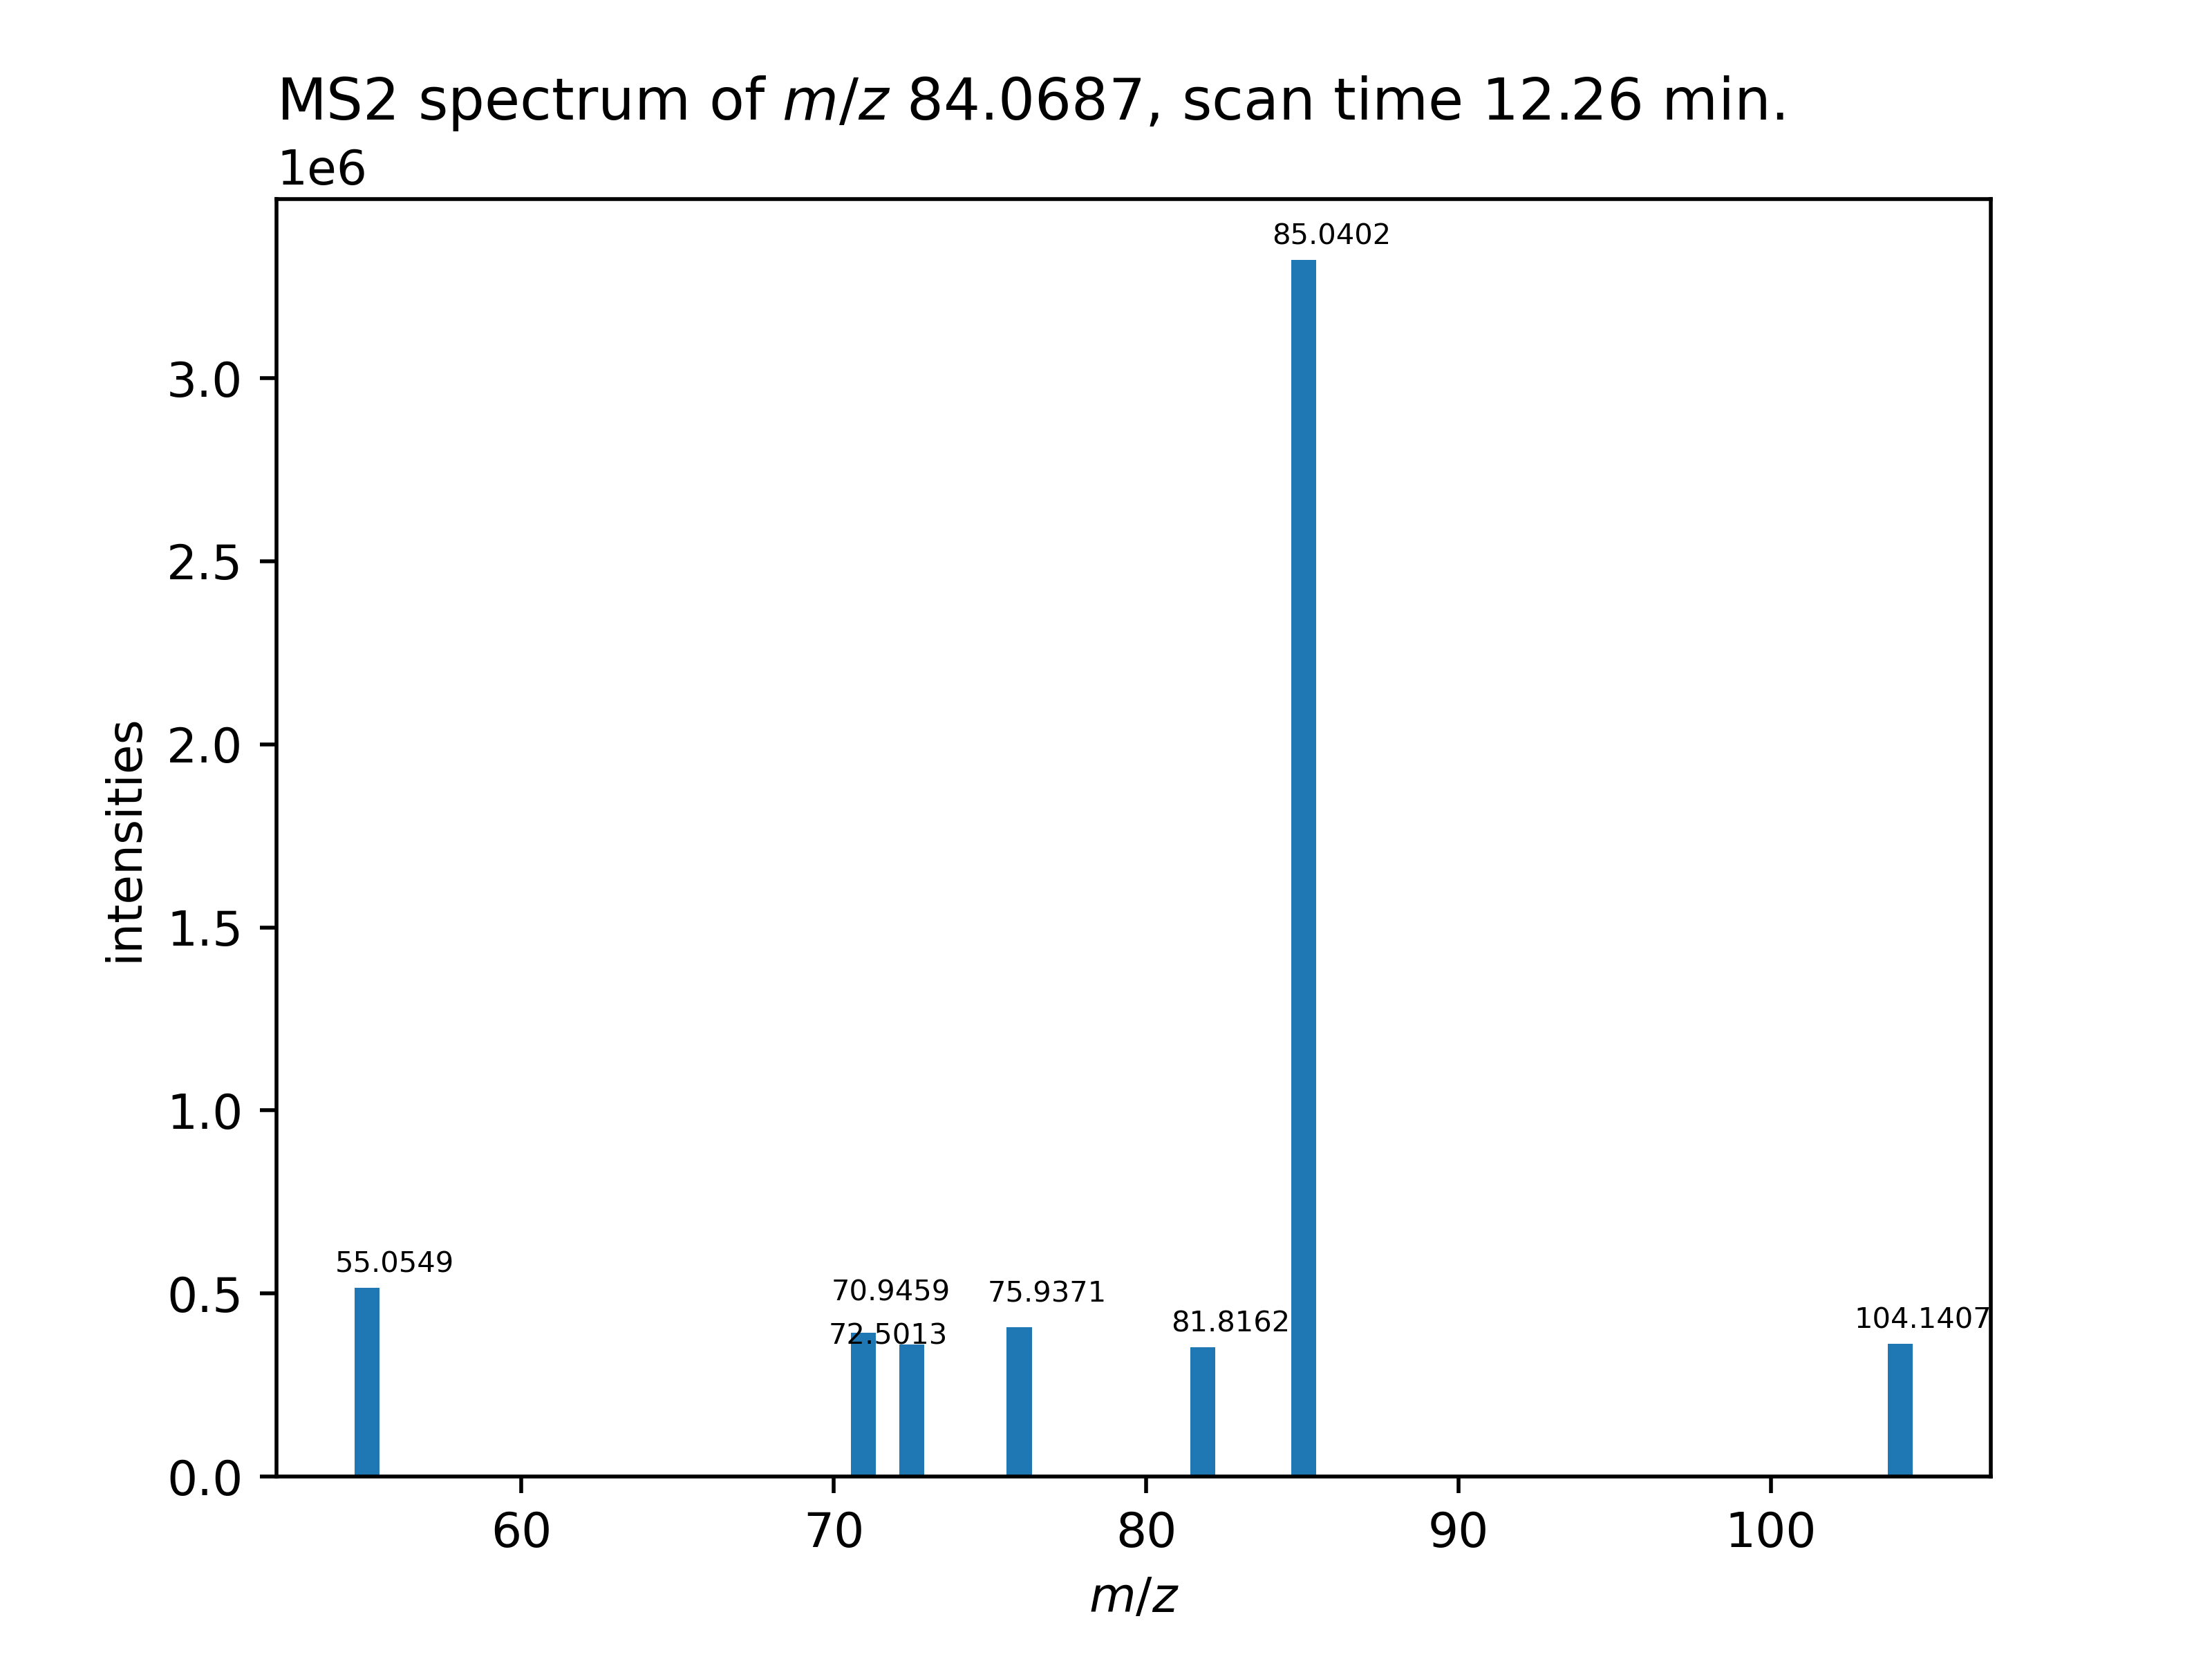 MS2 spectrum of m/z 84.0687, scan time 12.26 min.
1e6
85.0402
3.0
2.5
2.0
1.5
1.0
0.5
0.0
intensities
55.0549
70.9459
72.5013
75.9371
81.8162
104.1407
60 70 80 90 100
m/z